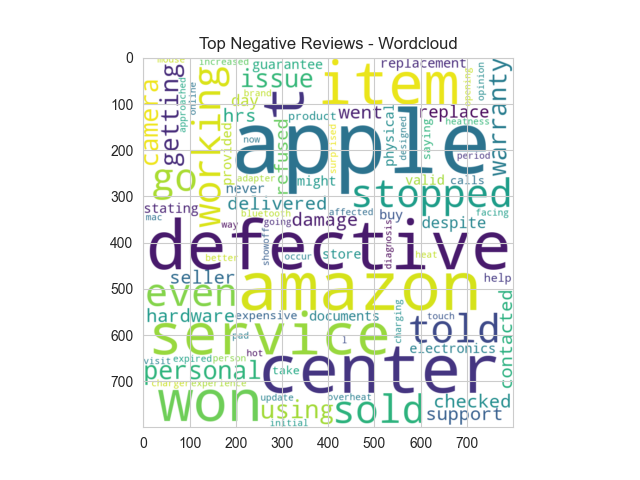 Top Negative Reviews - Wordcloud
0
100
200
300
400
500
600
700
mouse
increased
guarantee
replacement
camera
getting
approached
online
working
issue
item
opening
opinion
warranty
brand
day
t
hrs
product
went
replace
heatness
now
apple
provided
refused
surprised
physical
designed
saying
period
go
adapter
might
valid
calls
never
stopped
stating
delivered
mac
way
bluetooth
going
damage
affected
buy
despite
facing
defective
better
showoffa
occur
store
diagnosis
heat
seller
help
even
amazon
hardware
expensive
documents
charging
touch
contacted
service
told
pad
l
electronics
visit
expired
person
hot
personal
take
center
charger
experience
won
update
overheat
using
initial
sold
checked
support
0 100 200 300 400 500 600 700